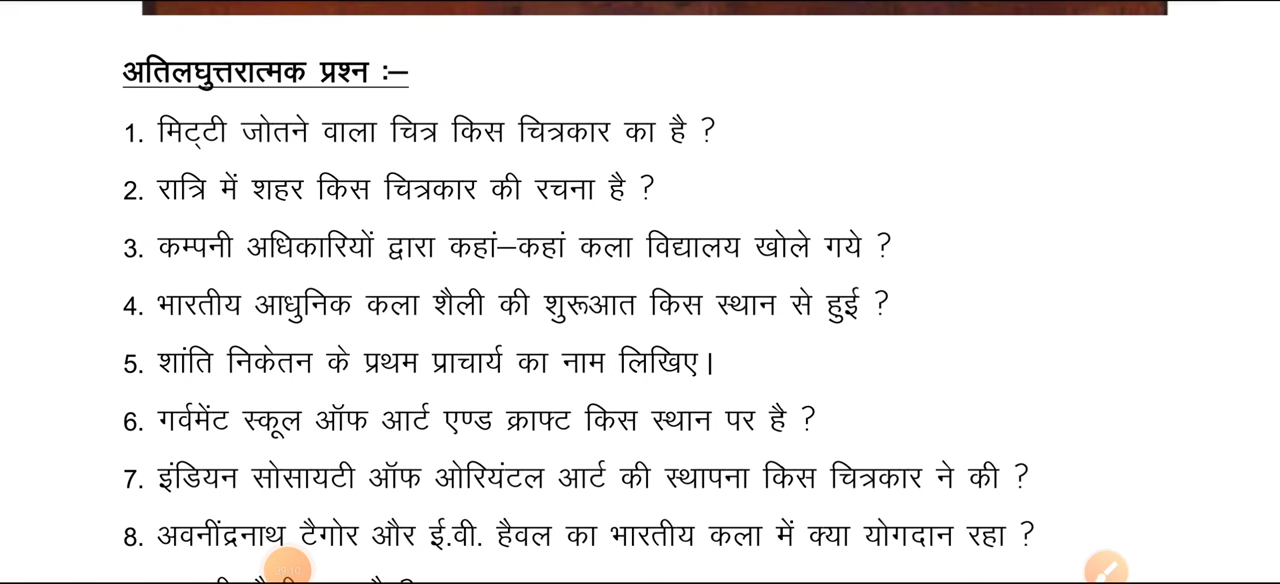 अतिलघुत्तरात्मक प्रश्न :–
1. मिट्टी जोतने वाला चित्र किस चित्रकार का है ?
2. रात्रि में शहर किस चित्रकार की रचना है ?
3. कम्पनी अधिकारियों द्वारा कहां–कहां कला विद्यालय खोले गये ?
4. भारतीय आधुनिक कला शैली की शुरूआत किस स्थान से हुई ?
5. शांति निकेतन के प्रथम प्राचार्य का नाम लिखिए।
6. गर्वमेंट स्कूल ऑफ आर्ट एण्ड क्राफ्ट किस स्थान पर है ?
7. इंडियन सोसायटी ऑफ ओरियंटल आर्ट की स्थापना किस चित्रकार ने की ?
8. अवनींद्रनाथ टैगोर और ई.वी. हैवल का भारतीय कला में क्या योगदान रहा ?